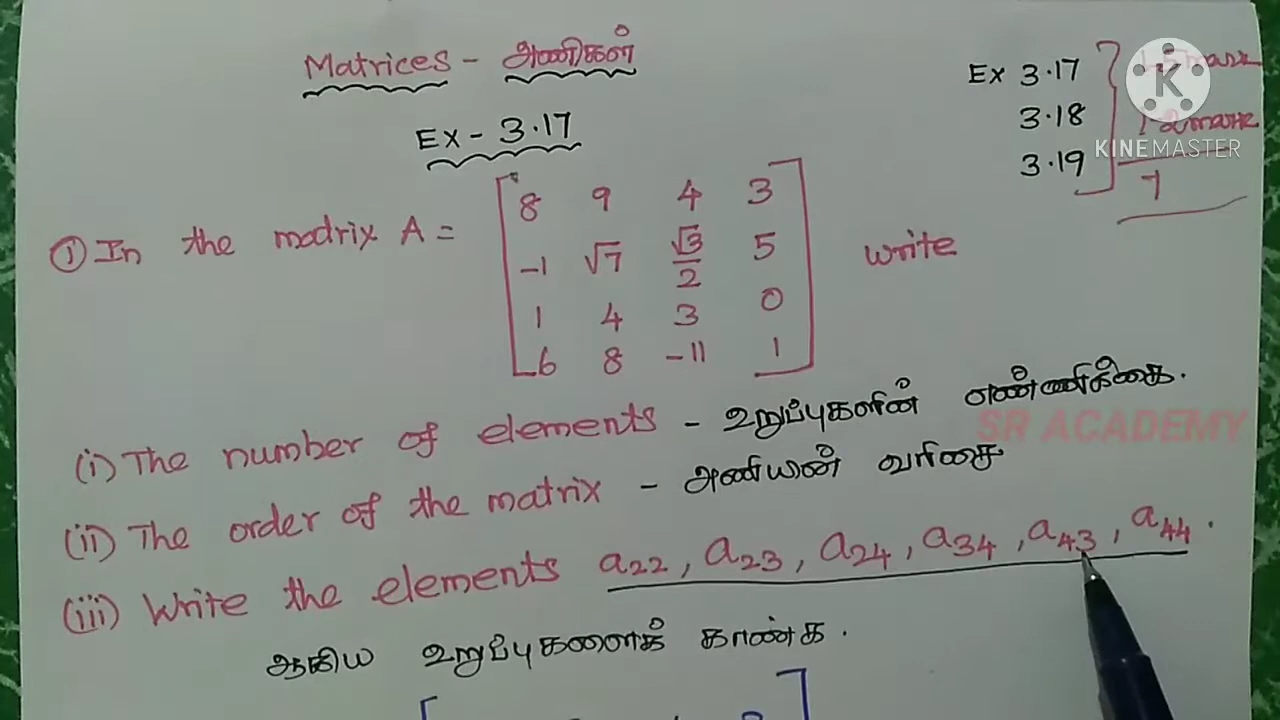 Matrices - அணிகள்
Ex - 3.17
Ex 3.17
3.18
3.19
K
KINEMASTER
① In the matrix A = [ 8 9 4 3
-1 √7 √3/2 5
1 4 3 0
6 8 -11 1 ] write
(i) The number of elements - உறுப்புகளின் எண்ணிக்கை.
SR ACADEMY
(ii) The order of the matrix - அணியின் வரிசை
(iii) Write the elements a22, a23, a24, a34, a43, a44.
ஆகிய உறுப்புகளைக் காண்க.